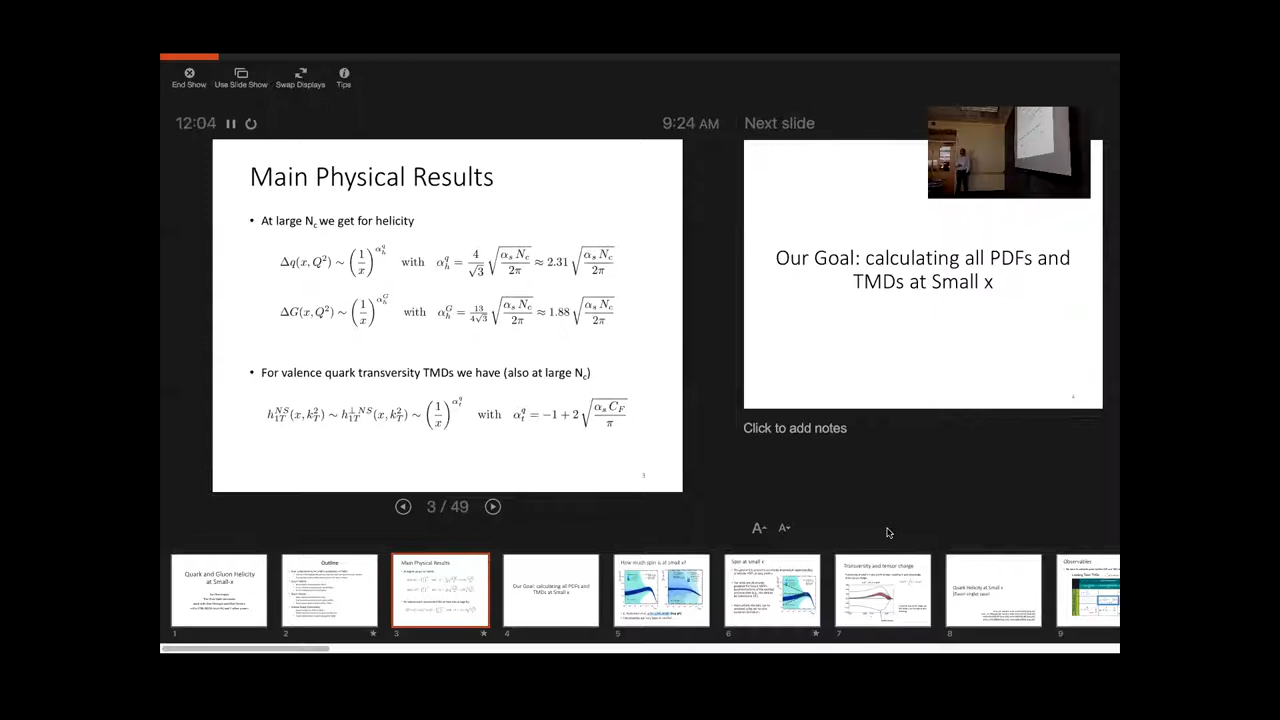 End Show
Use Slide Show
Swap Displays
Tips
12:04
9:24 AM
Next slide
Main Physical Results
• At large N_c we get for helicity
Δq(x, Q²) ∼ (1/x)^{α_h^q} with α_h^q = 4/√3 √(α_s N_c / 2π) ≈ 2.31 √(α_s N_c / 2π)
ΔG(x, Q²) ∼ (1/x)^{α_h^G} with α_h^G = 13/(4√3) √(α_s N_c / 2π) ≈ 1.88 √(α_s N_c / 2π)
• For valence quark transversity TMDs we have (also at large N_c)
h_{1T}^{NS}(x, k_T²) ∼ h_{1T}^{⊥ NS}(x, k_T²) ∼ (1/x)^{α_t^q} with α_t^q = −1 + 2 √(α_s C_F / π)
3
Our Goal: calculating all PDFs and
TMDs at Small x
4
Click to add notes
3 / 49
A
A
Quark and Gluon Helicity
at Small-x
Outline
Main Physical Results
Our Goal: calculating all PDFs and
TMDs at Small x
How much spin is at small x?
Spin at small x
Transversity and tensor charge
Quark Helicity at Small x
Observables
1
2
3
4
5
6
7
8
9